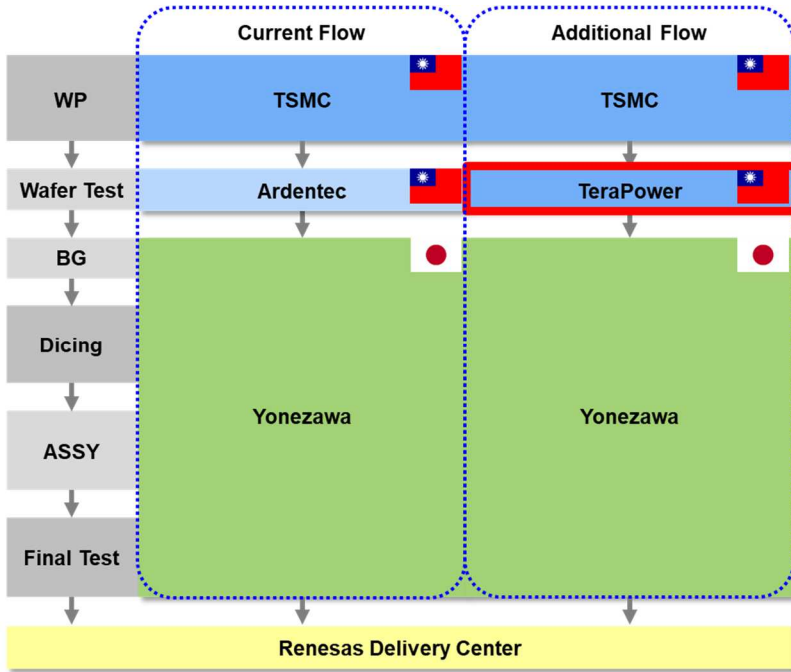 Current Flow
Additional Flow
WP
TSMC
TSMC
Wafer Test
Ardentec
TeraPower
BG
Dicing
ASSY
Final Test
Yonezawa
Yonezawa
Renesas Delivery Center